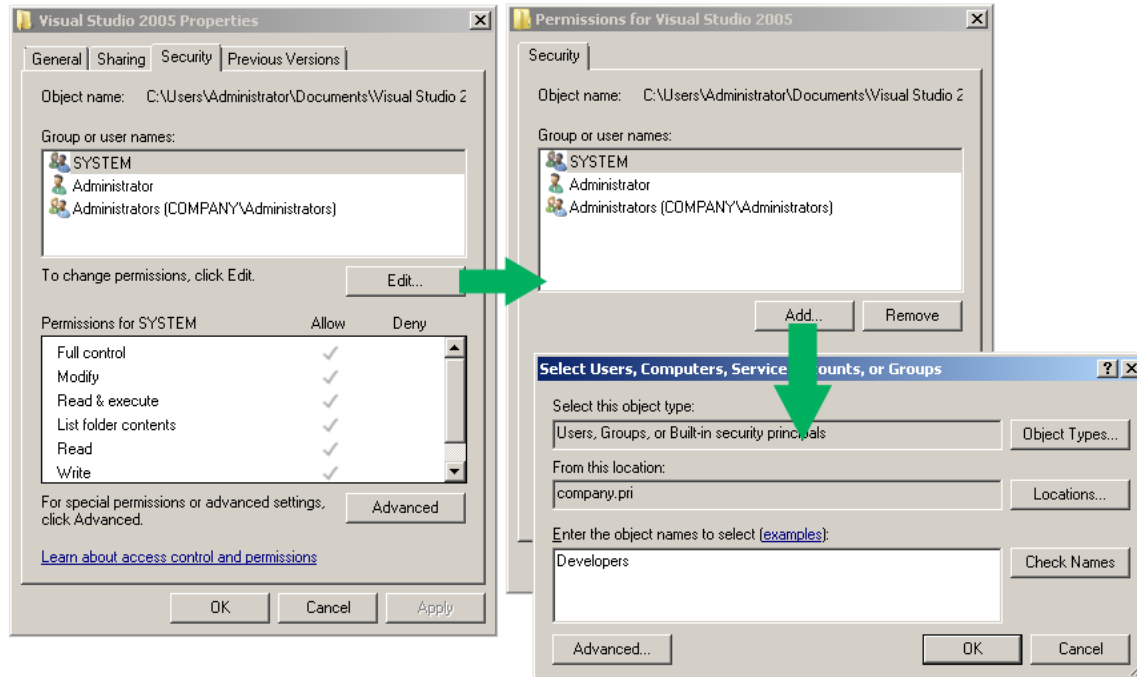 Visual Studio 2005 Properties
General Sharing Security Previous Versions
Object name: C:\Users\Administrator\Documents\Visual Studio 2
Group or user names:
SYSTEM
Administrator
Administrators (COMPANY\Administrators)
To change permissions, click Edit.
Edit...
Permissions for SYSTEM Allow Deny
Full control
Modify
Read & execute
List folder contents
Read
Write
For special permissions or advanced settings,
click Advanced.
Advanced
Learn about access control and permissions
OK Cancel Apply
Permissions for Visual Studio 2005
Security
Object name: C:\Users\Administrator\Documents\Visual Studio 2
Group or user names:
SYSTEM
Administrator
Administrators (COMPANY\Administrators)
Add... Remove
Select Users, Computers, Service ounts, or Groups
Select this object type:
Users, Groups, or Built-in security principals
Object Types...
From this location:
company.pri
Locations...
Enter the object names to select (examples):
Developers
Check Names
Advanced...
OK Cancel